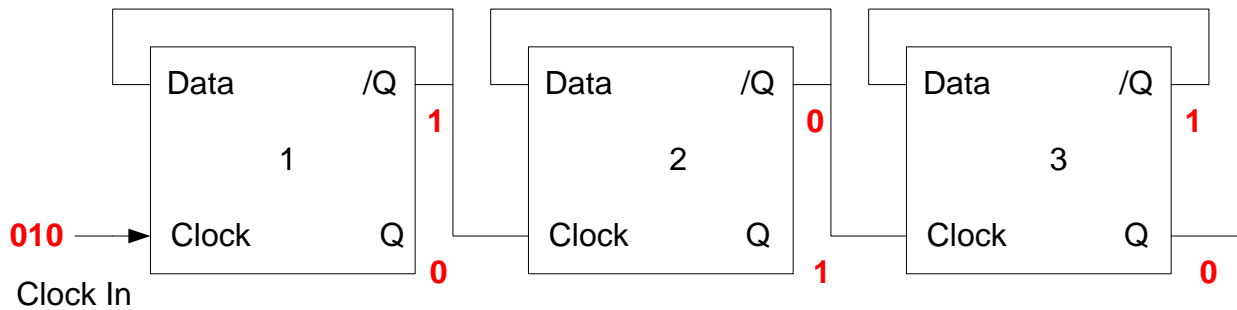 Data /Q Data /Q Data /Q
1 0 1
1 2 3
010 Clock Q Clock Q Clock Q
0 1 0
Clock In